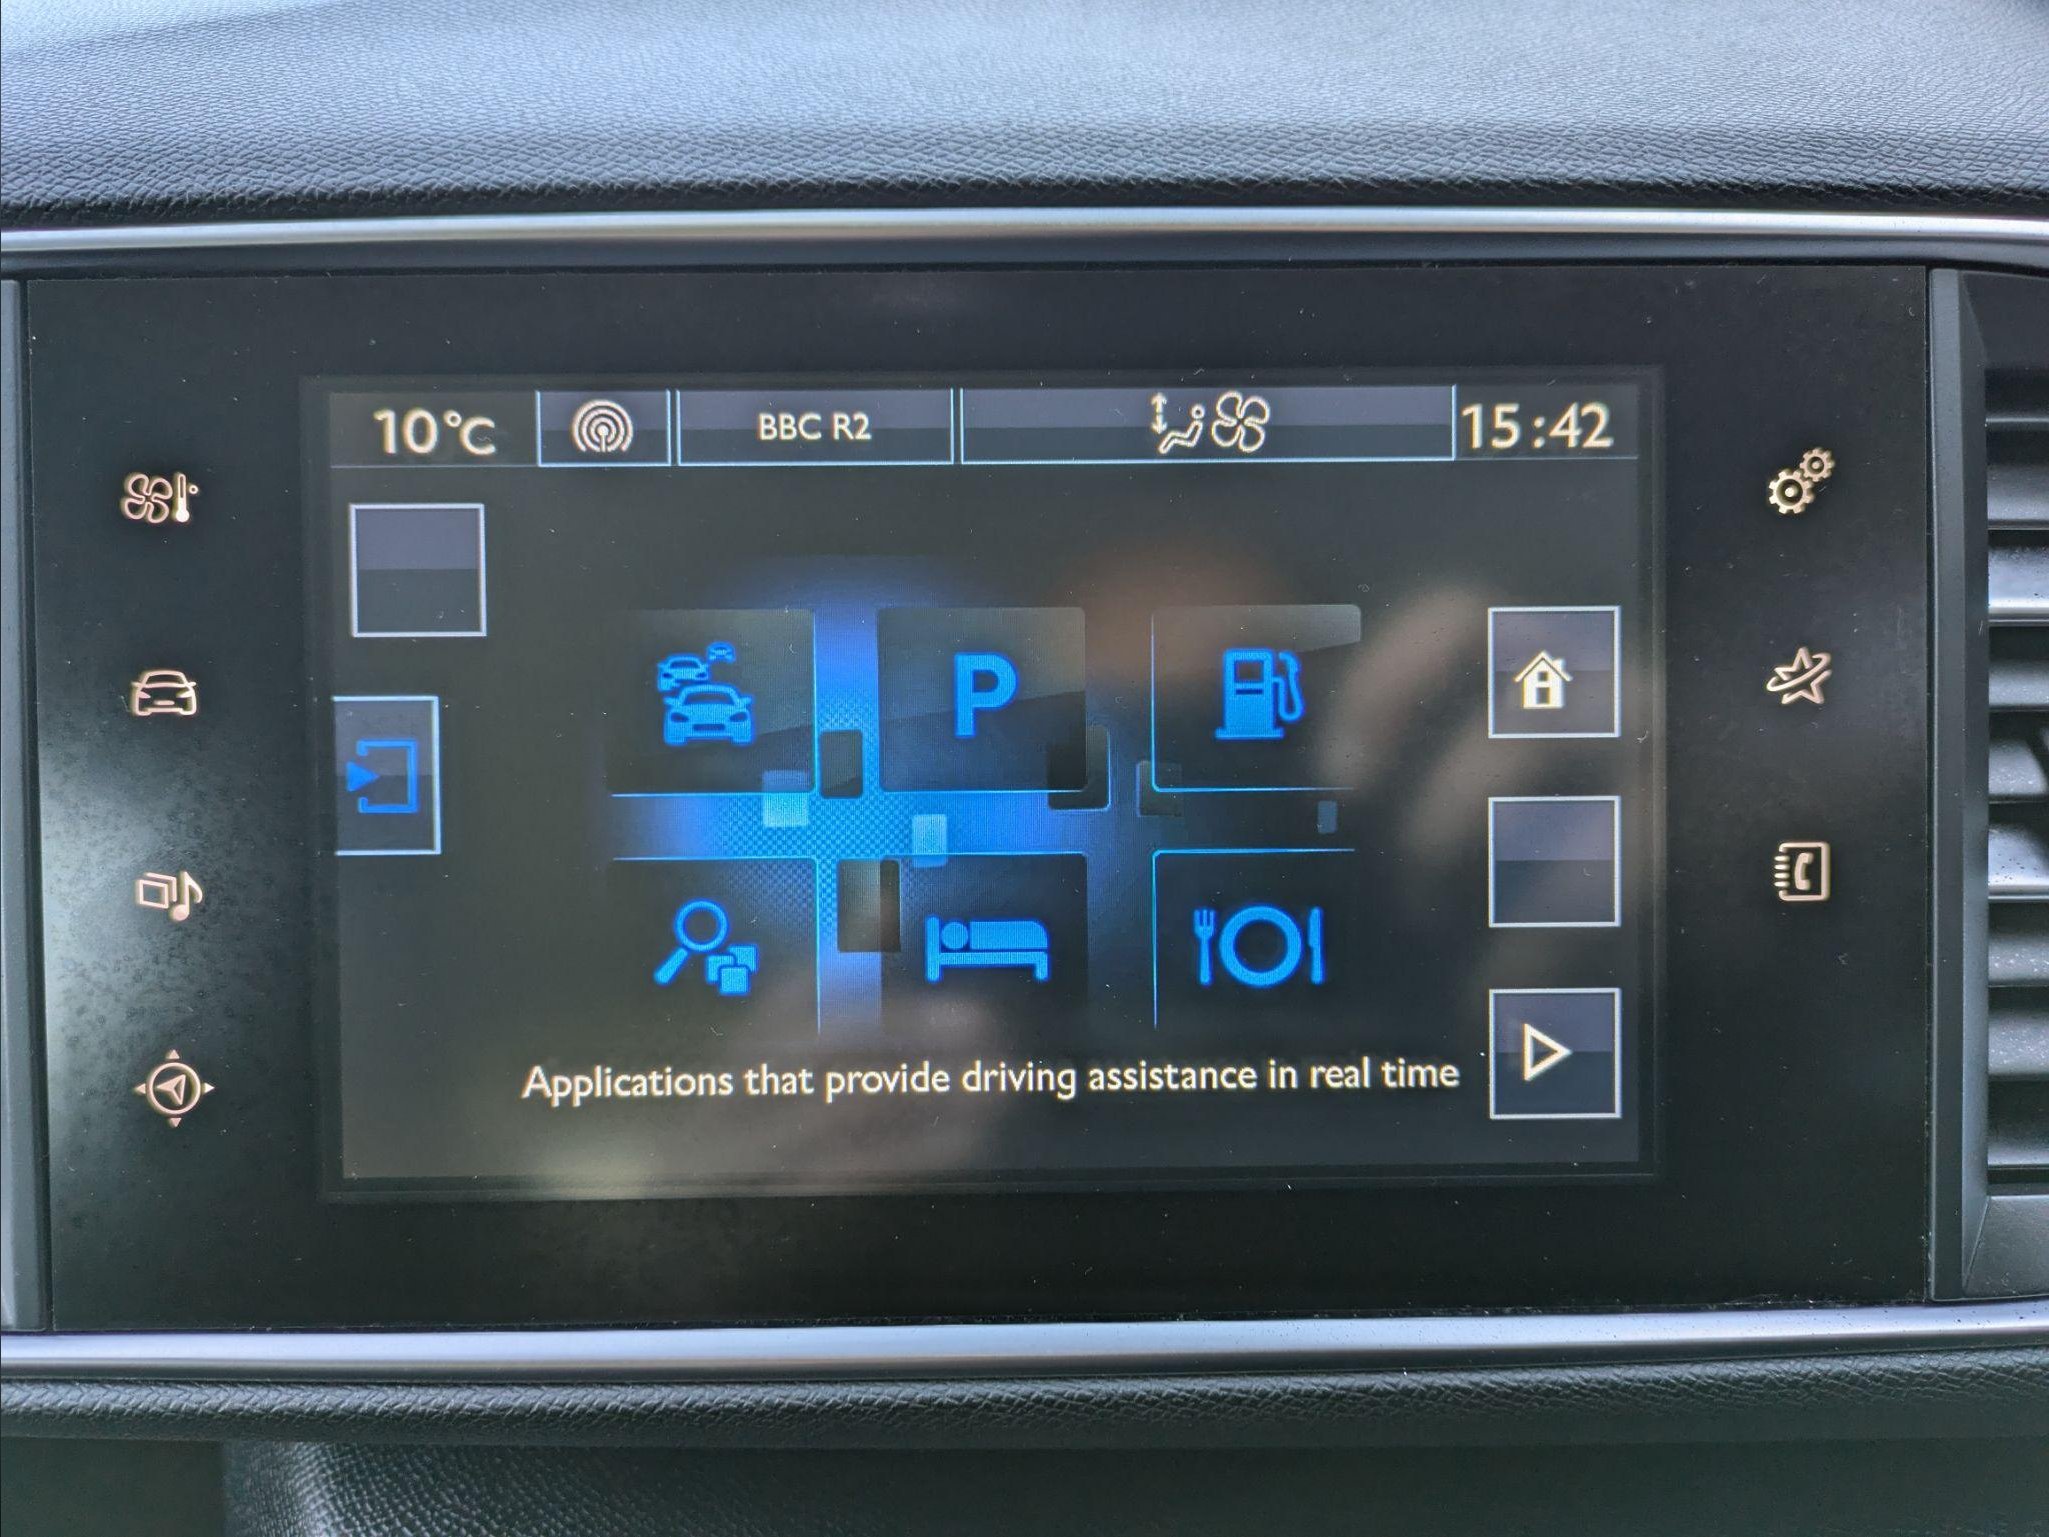 10°C BBC R2 15:42
P
Applications that provide driving assistance in real time